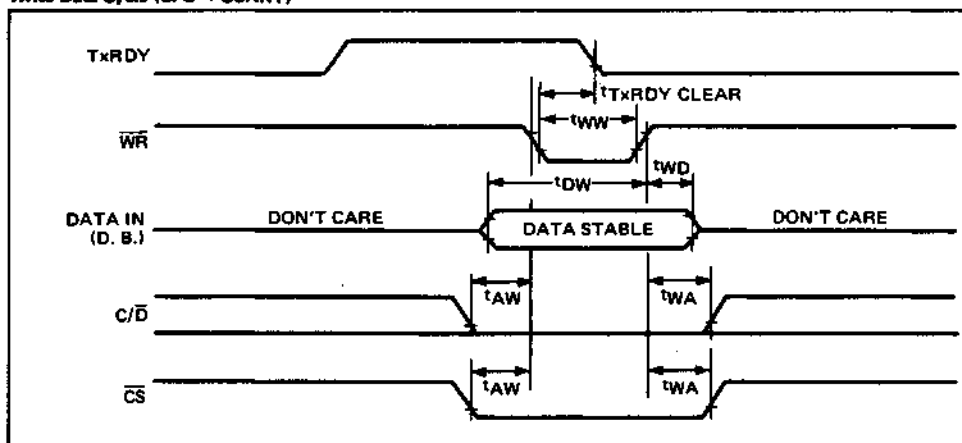 TxRDY
tTxRDY CLEAR
tWW
WR
tWD
tDW
DATA IN
(D. B.)
DON'T CARE
DATA STABLE
DON'T CARE
tAW
tWA
C/D
tAW
tWA
CS